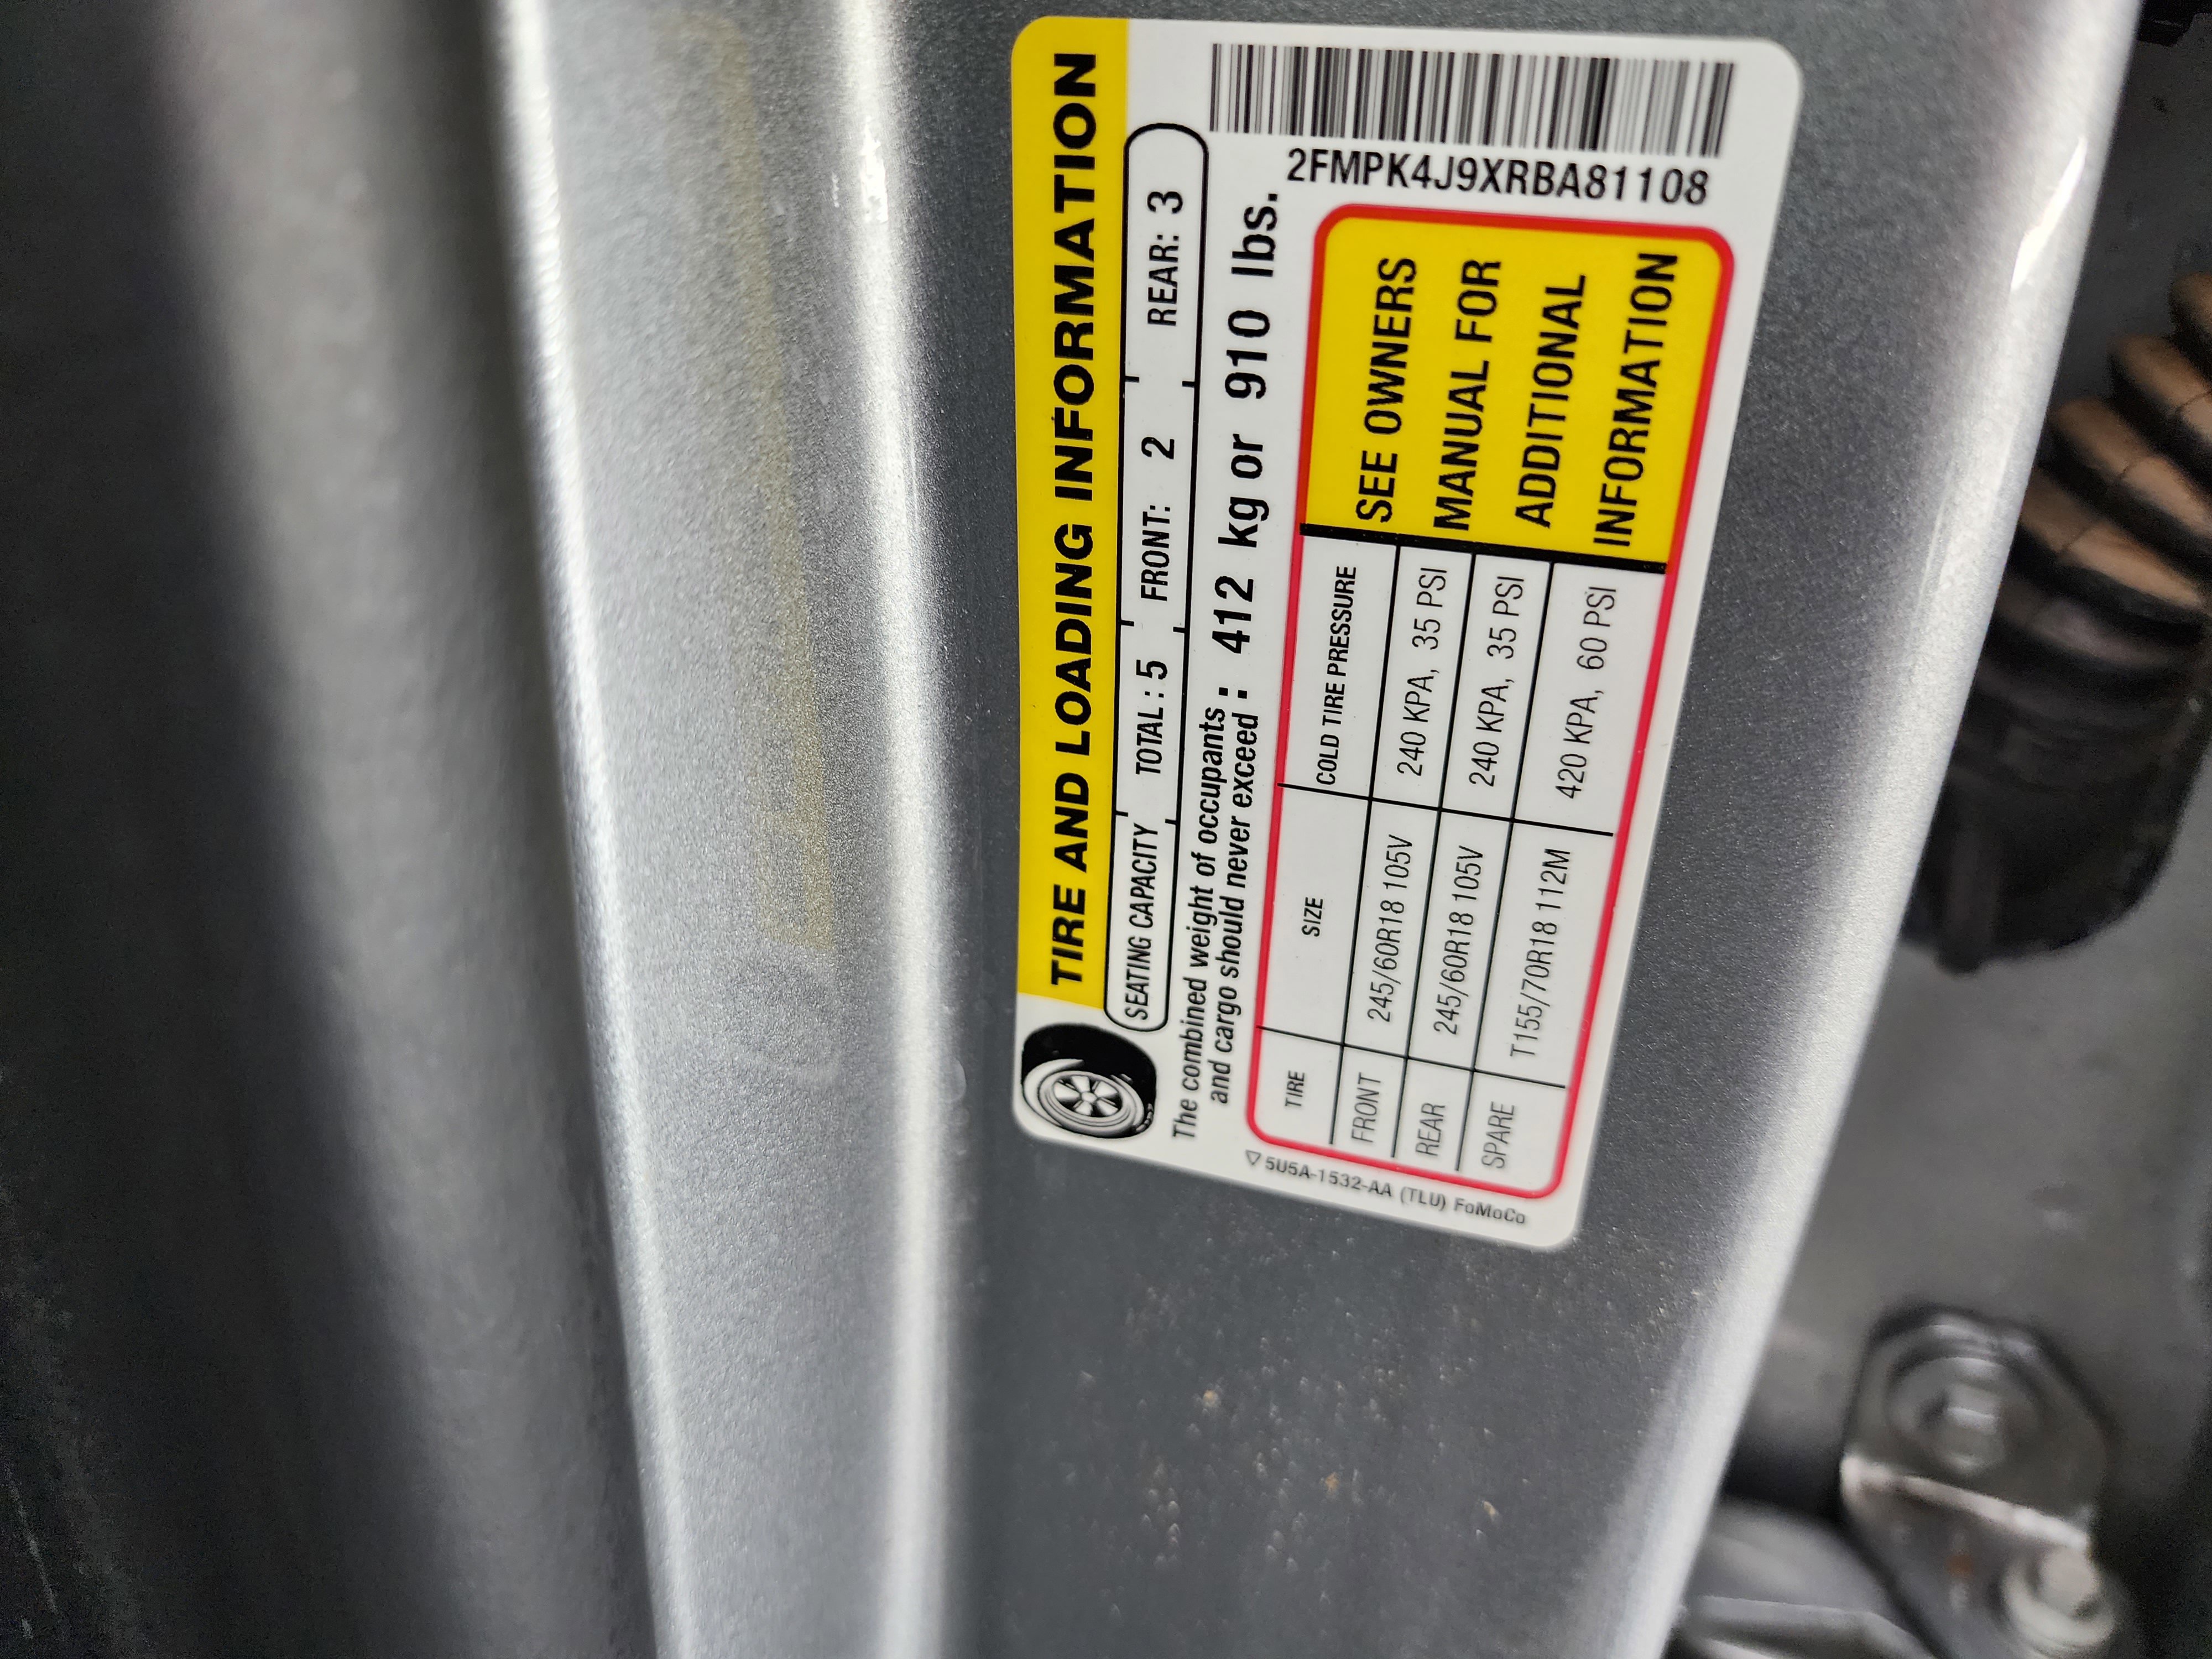 TIRE AND LOADING INFORMATION
SEATING CAPACITY TOTAL : 5 FRONT: 2 REAR: 3
The combined weight of occupants
and cargo should never exceed : 412 kg or 910 lbs.
TIRE SIZE COLD TIRE PRESSURE
FRONT 245/60R18 105V 240 KPA, 35 PSI
REAR 245/60R18 105V 240 KPA, 35 PSI
SPARE T155/70R18 112M 420 KPA, 60 PSI
SEE OWNERS
MANUAL FOR
ADDITIONAL
INFORMATION
2FMPK4J9XRBA81108
5U5A-1532-AA (TLU) FoMoCo